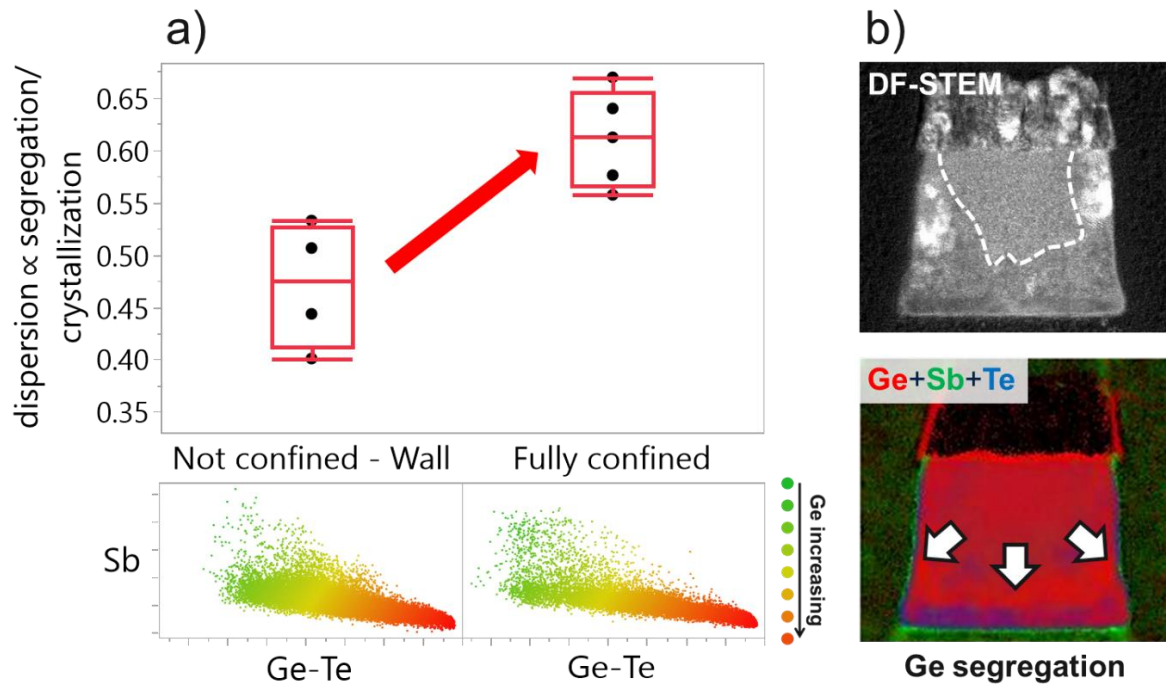 a)
dispersion ∝ segregation/
crystallization
0.65
0.60
0.55
0.50
0.45
0.40
0.35
Not confined - Wall
Fully confined
Sb
Ge-Te
Ge-Te
Ge increasing
b)
DF-STEM
Ge+Sb+Te
Ge segregation